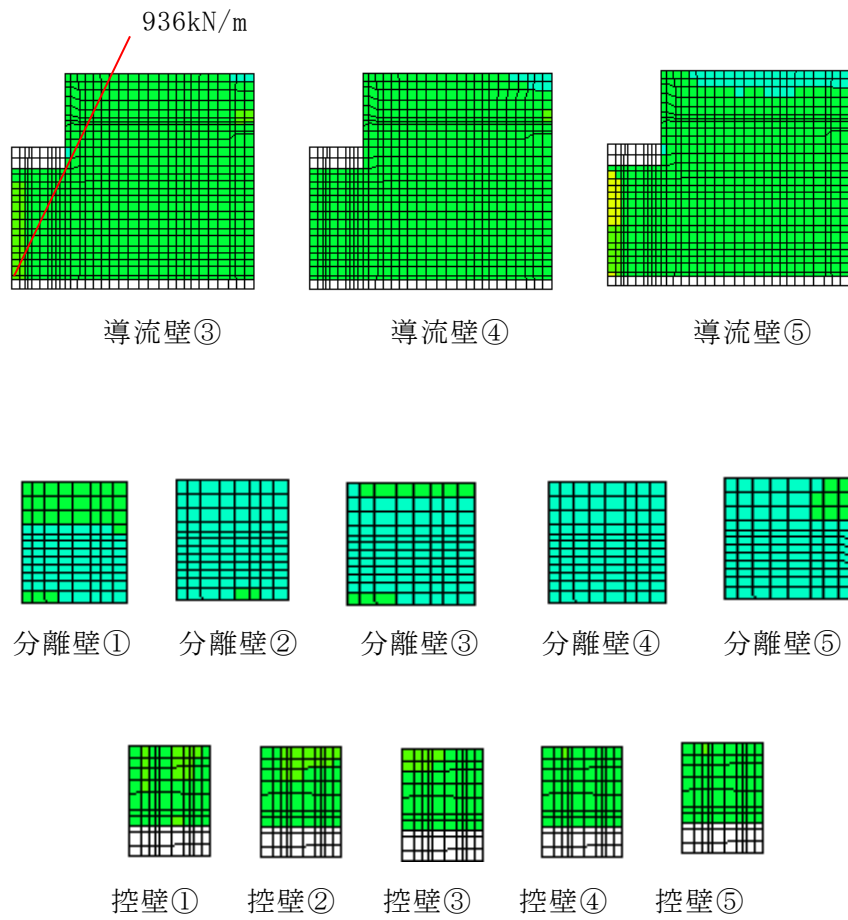 936kN/m
導流壁③ 導流壁④ 導流壁⑤
分離壁① 分離壁② 分離壁③ 分離壁④ 分離壁⑤
控壁① 控壁② 控壁③ 控壁④ 控壁⑤